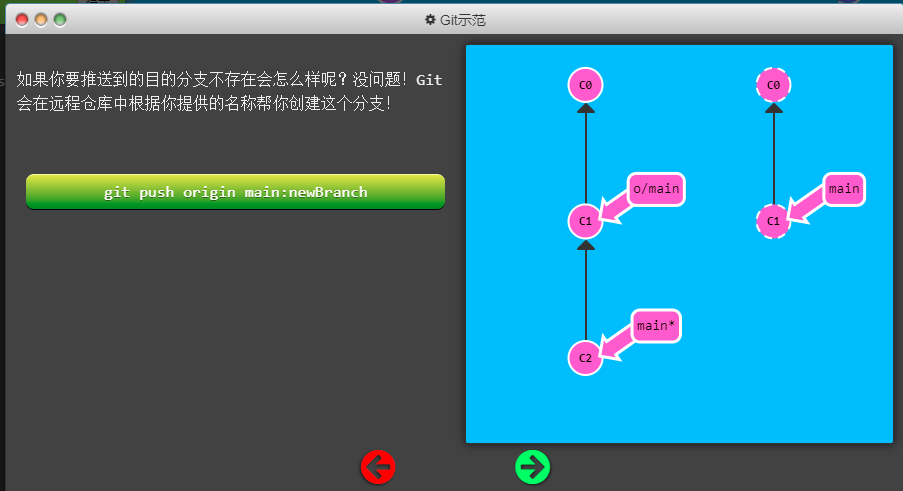 Git示范
如果你要推送到的目的分支不存在会怎么样呢？没问题！Git
会在远程仓库中根据你提供的名称帮你创建这个分支！
git push origin main:newBranch
C0
C0
o/main
main
C1
C1
main*
C2